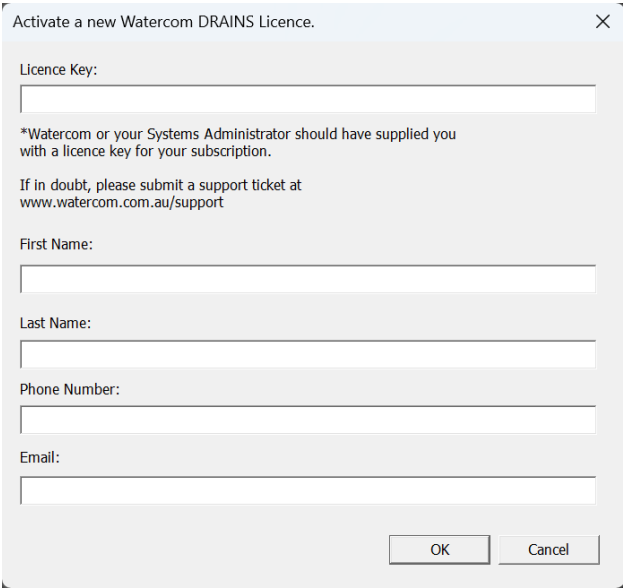 Activate a new Watercom DRAINS Licence.
Licence Key:
*Watercom or your Systems Administrator should have supplied you
with a licence key for your subscription.
If in doubt, please submit a support ticket at
www.watercom.com.au/support
First Name:
Last Name:
Phone Number:
Email:
OK Cancel